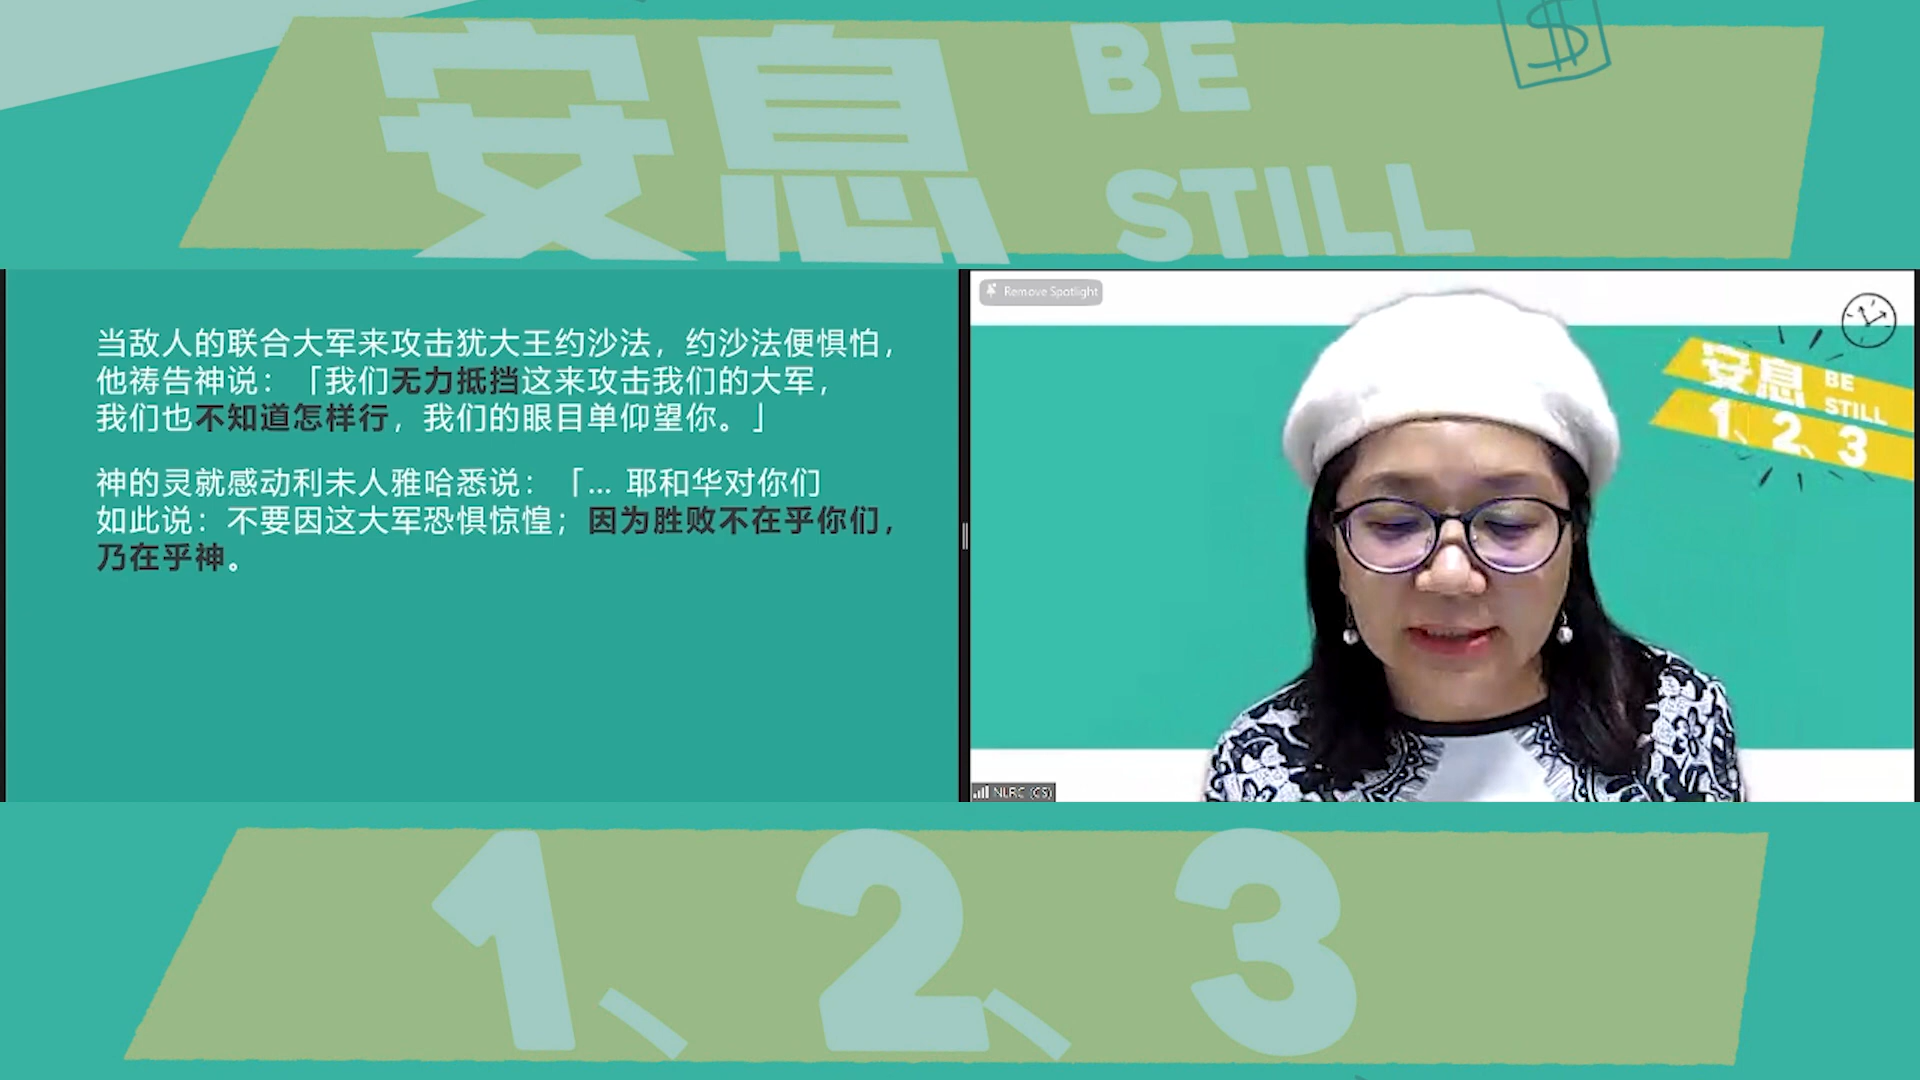 安息 BE
STILL
当敌人的联合大军来攻击犹大王约沙法，约沙法便惧怕，
他祷告神说：「我们无力抵挡这来攻击我们的大军，
我们也不知道怎样行，我们的眼目单仰望你。」
神的灵就感动利未人雅哈悉说：「... 耶和华对你们
如此说：不要因这大军恐惧惊惶；因为胜败不在乎你们，
乃在乎神。
Remove Spotlight
安息 BE
STILL
1、2、3
NLRC (CS)
1、2、3
$